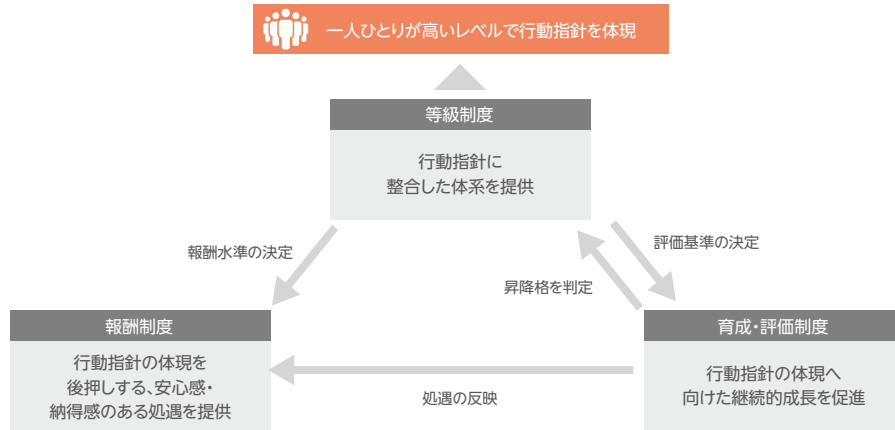 一人ひとりが高いレベルで行動指針を体現
等級制度
行動指針に
整合した体系を提供
報酬水準の決定
評価基準の決定
昇降格を判定
報酬制度
行動指針の体現を
後押しする、安心感・
納得感のある処遇を提供
育成・評価制度
行動指針の体現へ
向けた継続的成長を促進
処遇の反映